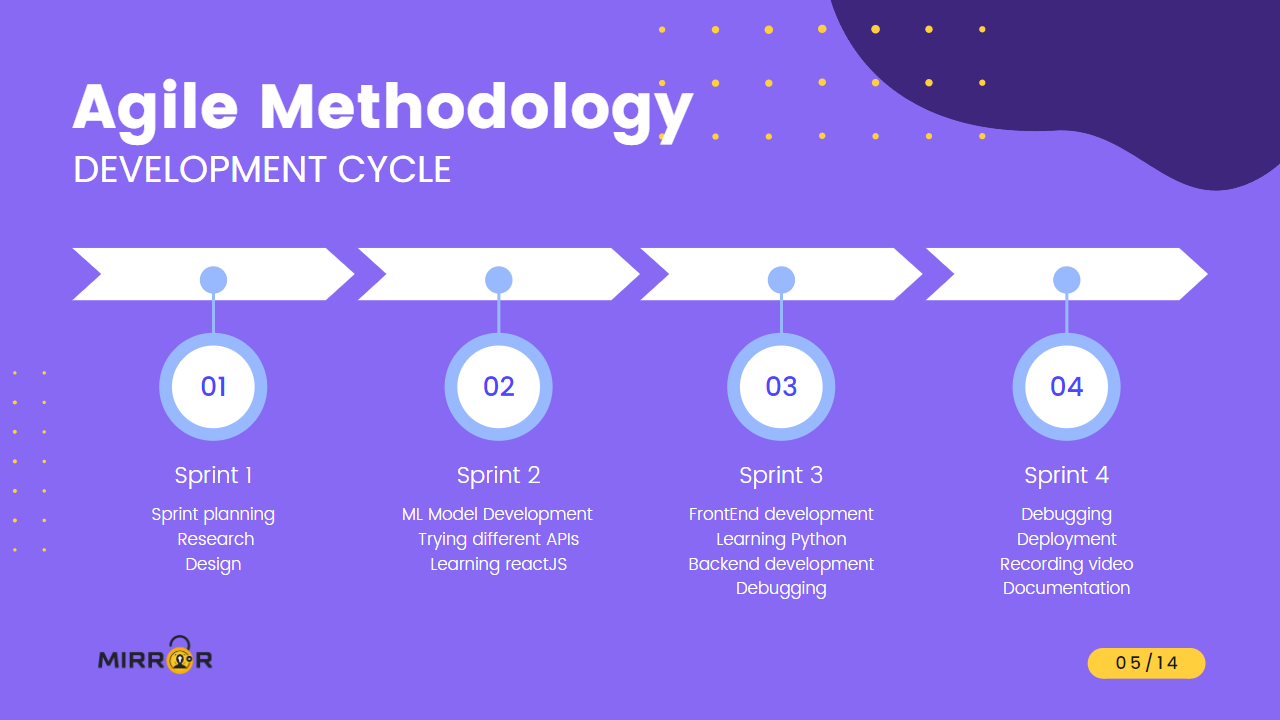 Agile Methodology
DEVELOPMENT CYCLE
01
02
03
04
Sprint 1
Sprint planning
Research
Design
Sprint 2
ML Model Development
Trying different APIs
Learning reactJS
Sprint 3
FrontEnd development
Learning Python
Backend development
Debugging
Sprint 4
Debugging
Deployment
Recording video
Documentation
MIRROR
05/14